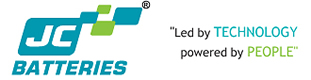 JC®
BATTERIES
"Led by TECHNOLOGY
powered by PEOPLE"